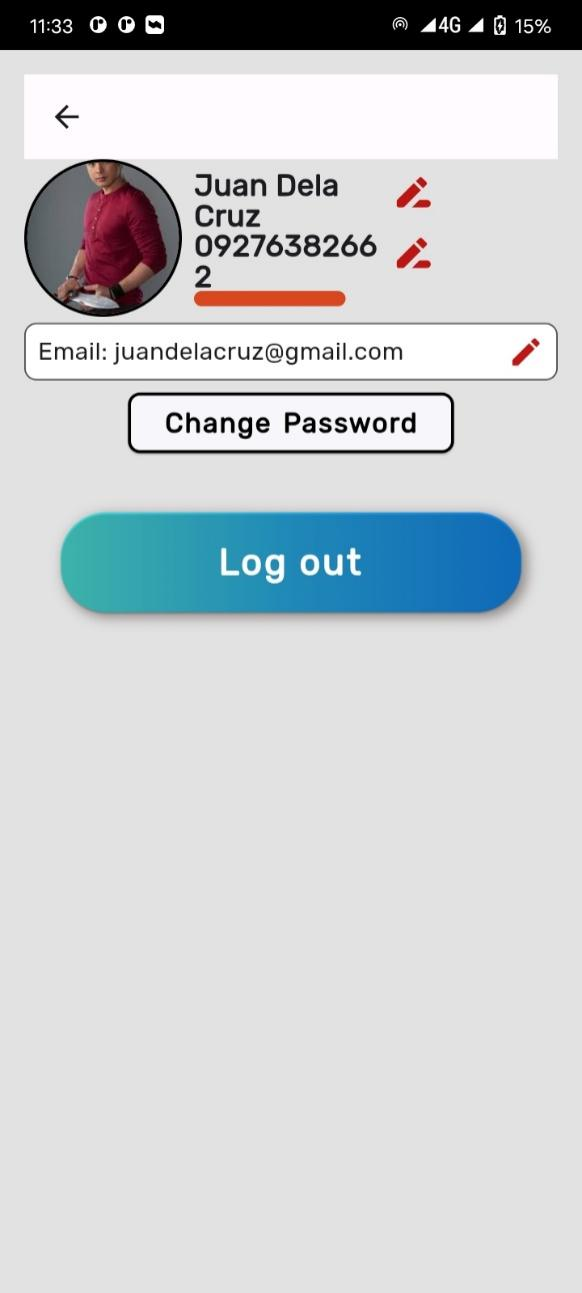 11:33 4G 15%
Juan Dela
Cruz
0927638266
2
Email: juandelacruz@gmail.com
Change Password
Log out